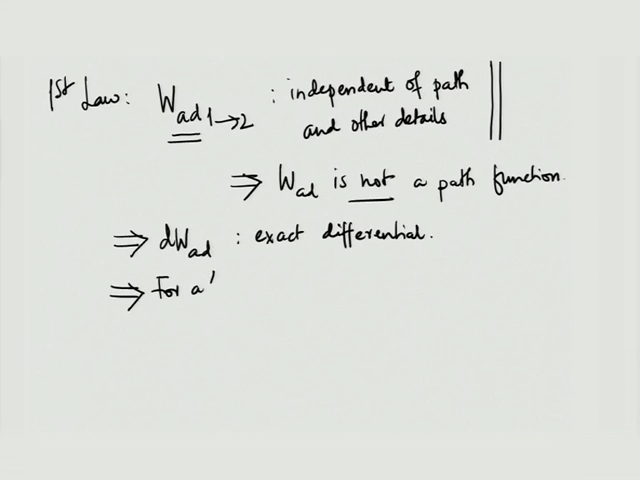 1st Law: Wad 1→2 : independent of path
and other details
⇒ Wad is not a path function.
⇒ dWad : exact differential.
⇒ For a'